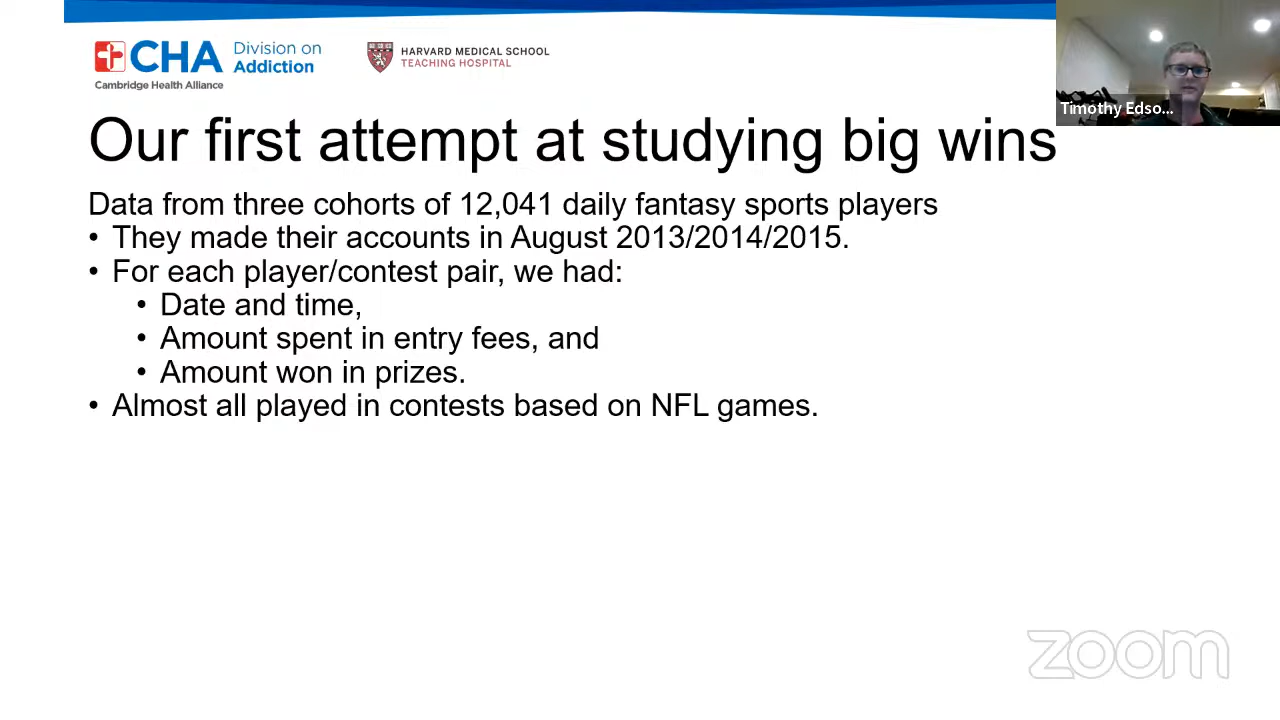 CHA
Cambridge Health Alliance
Division on
Addiction
HARVARD MEDICAL SCHOOL
TEACHING HOSPITAL
Timothy Edso...
Our first attempt at studying big wins
Data from three cohorts of 12,041 daily fantasy sports players
• They made their accounts in August 2013/2014/2015.
• For each player/contest pair, we had:
• Date and time,
• Amount spent in entry fees, and
• Amount won in prizes.
• Almost all played in contests based on NFL games.
zoom